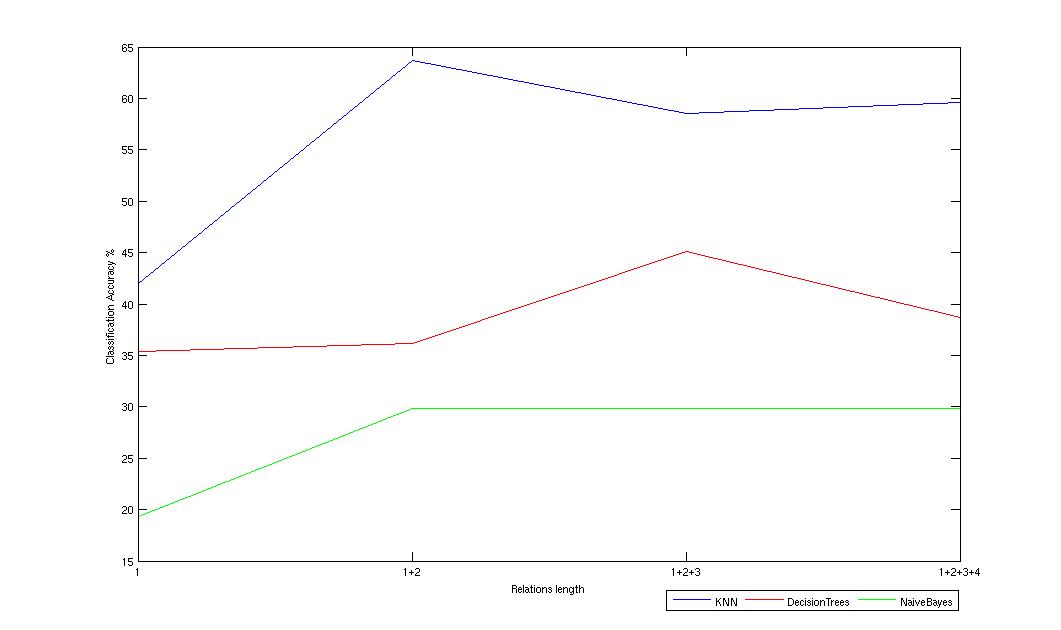 65
60
55
50
45
40
35
30
25
20
15
Classification Accuracy %
1 1+2 1+2+3 1+2+3+4
Relations length
KNN DecisionTrees NaiveBayes